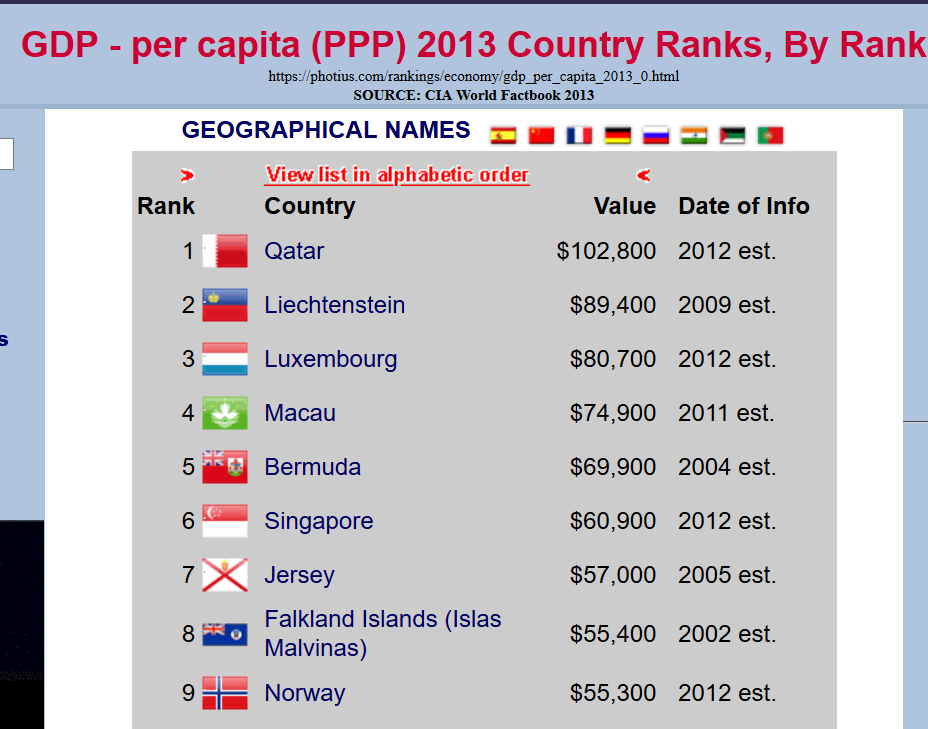 GDP - per capita (PPP) 2013 Country Ranks, By Rank
https://photius.com/rankings/economy/gdp_per_capita_2013_0.html
SOURCE: CIA World Factbook 2013
GEOGRAPHICAL NAMES
> View list in alphabetic order <
Rank Country Value Date of Info
1 Qatar $102,800 2012 est.
2 Liechtenstein $89,400 2009 est.
s
3 Luxembourg $80,700 2012 est.
4 Macau $74,900 2011 est.
5 Bermuda $69,900 2004 est.
6 Singapore $60,900 2012 est.
7 Jersey $57,000 2005 est.
8 Falkland Islands (Islas
Malvinas) $55,400 2002 est.
9 Norway $55,300 2012 est.